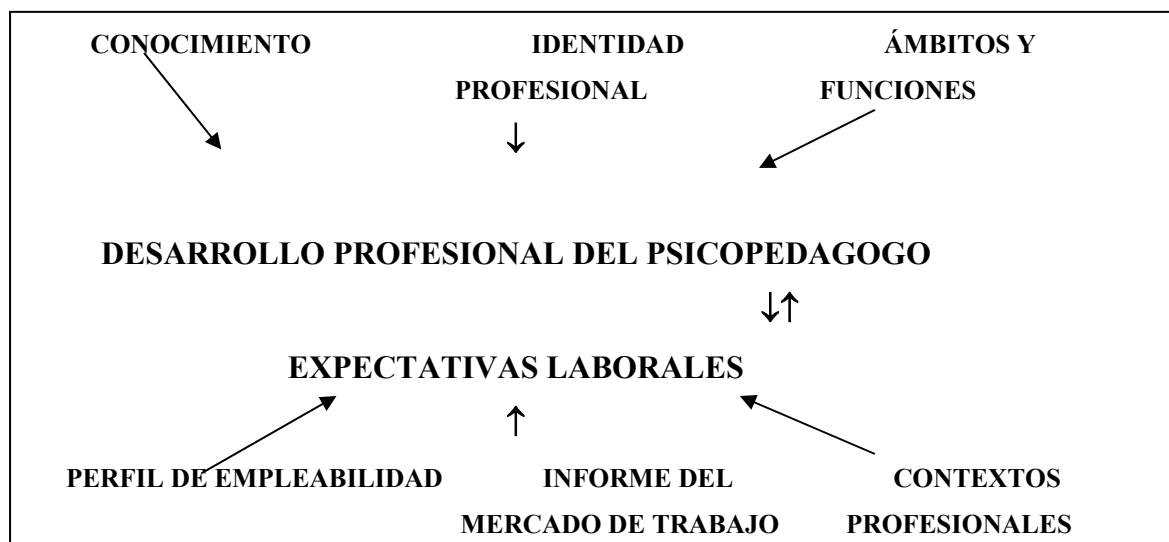 CONOCIMIENTO IDENTIDAD ÁMBITOS Y
PROFESIONAL FUNCIONES
↓
DESARROLLO PROFESIONAL DEL PSICOPEDAGOGO
↓↑
EXPECTATIVAS LABORALES
↑
PERFIL DE EMPLEABILIDAD INFORME DEL CONTEXTOS
MERCADO DE TRABAJO PROFESIONALES